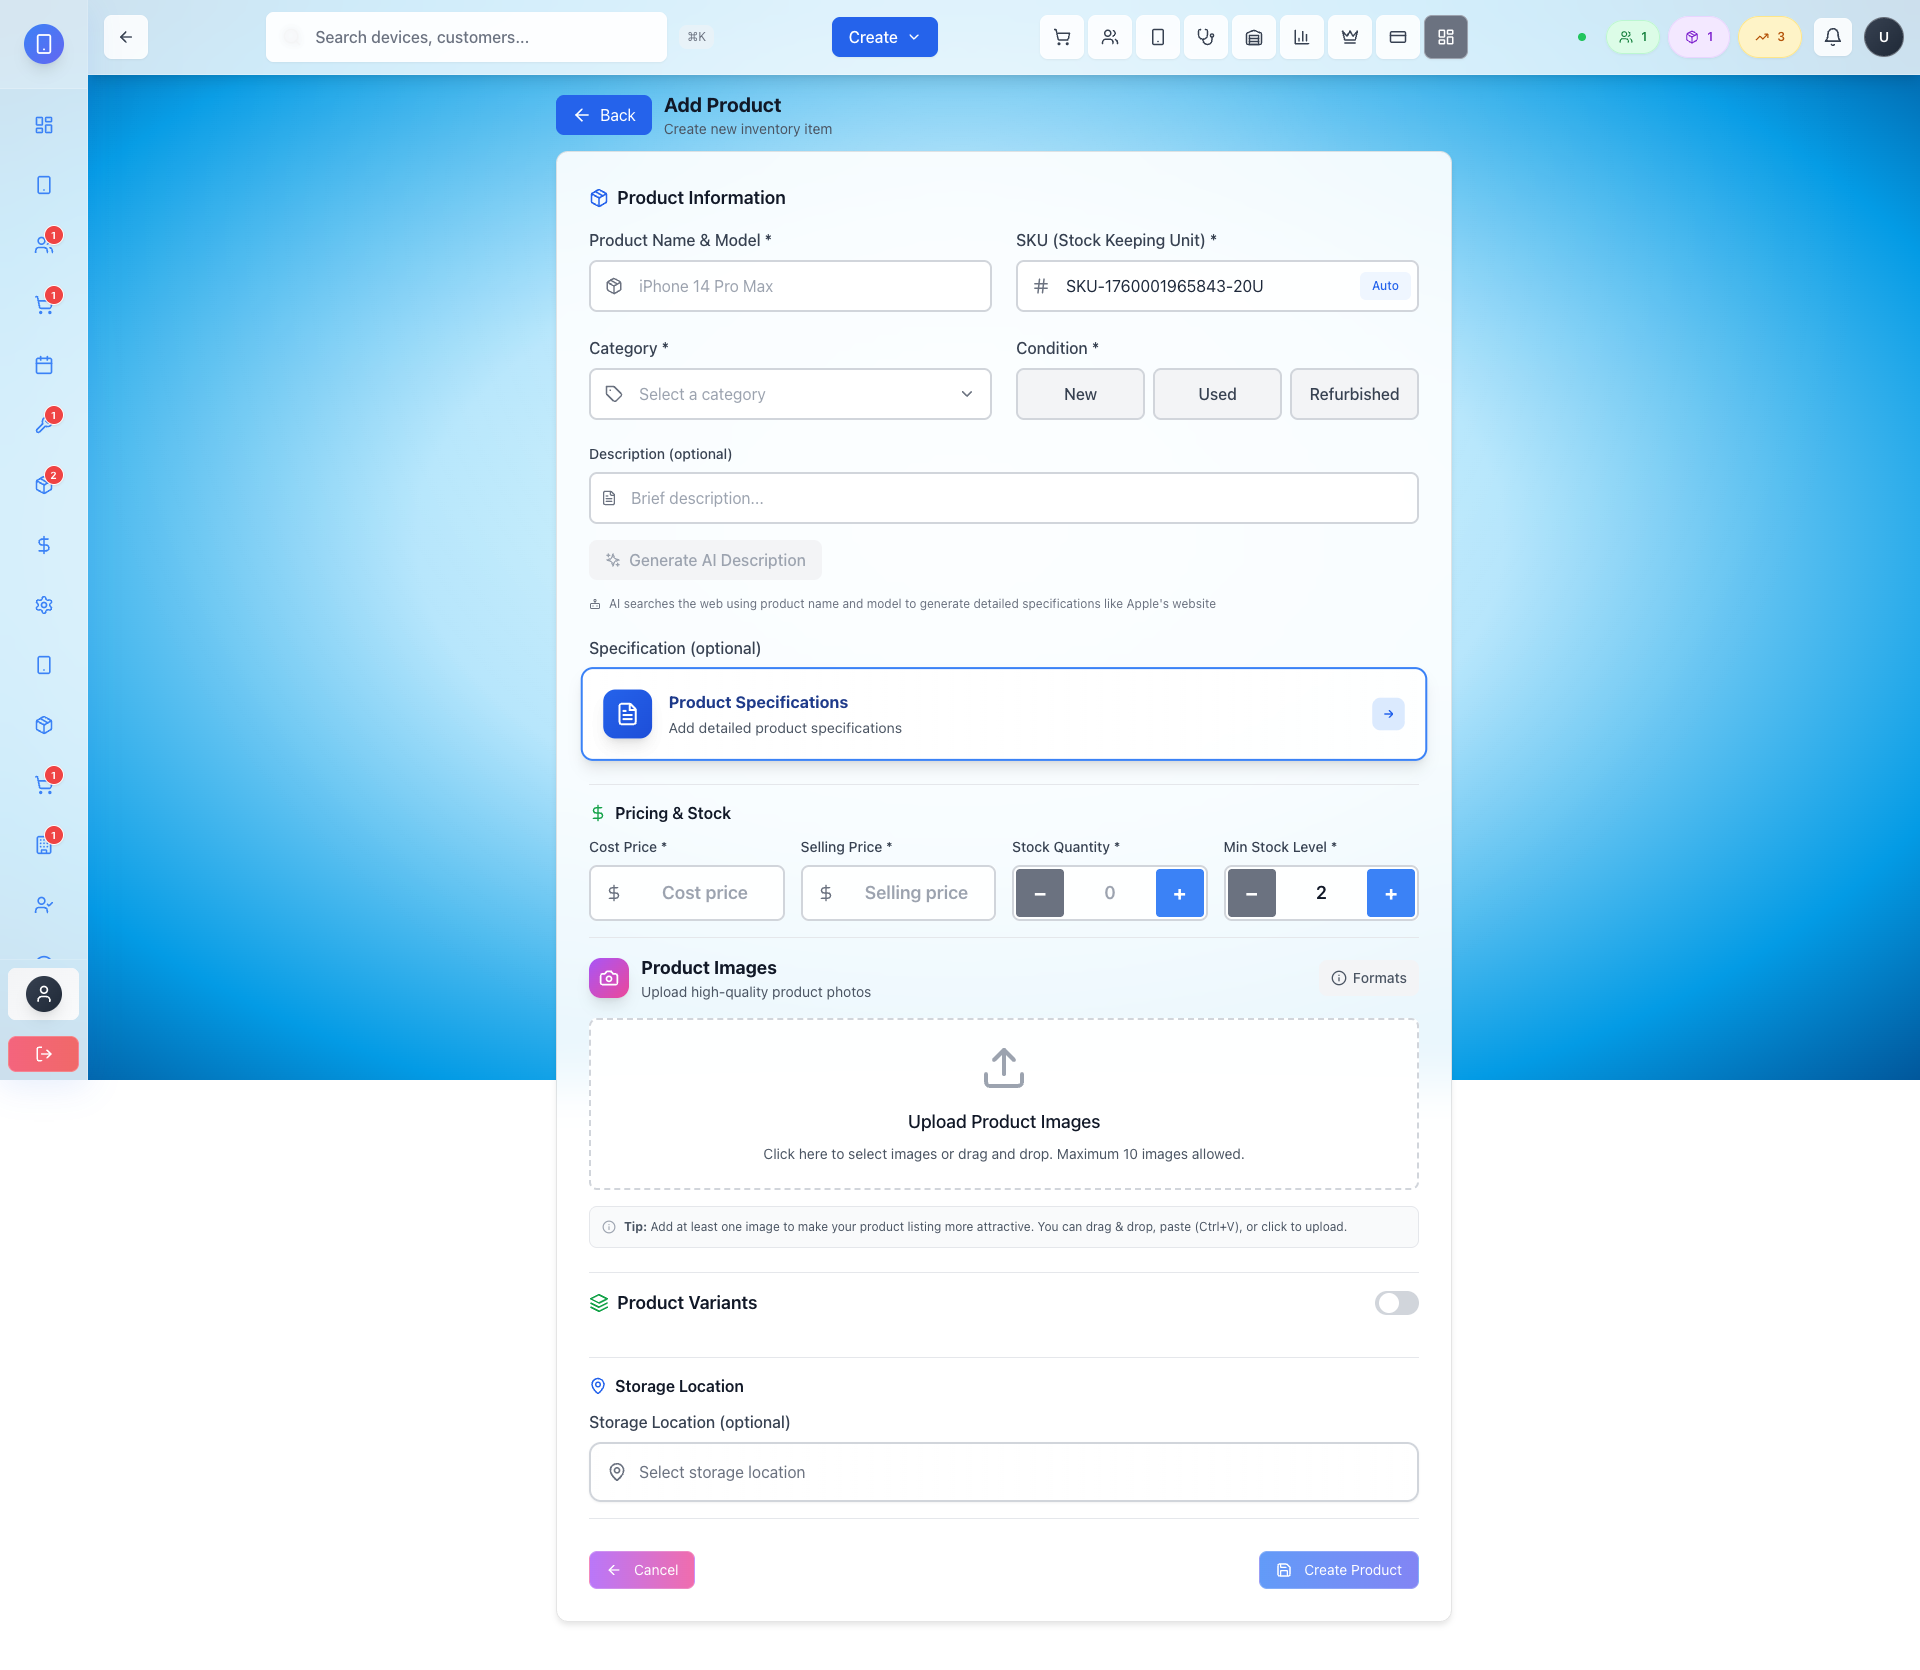 Search devices, customers...
⌘K
Create
1
1
3
U
Back
Add Product
Create new inventory item
1
1
1
2
1
1
Product Information
Product Name & Model *
SKU (Stock Keeping Unit) *
iPhone 14 Pro Max
SKU-1760001965843-20U
Auto
Category *
Condition *
Select a category
New
Used
Refurbished
Description (optional)
Brief description...
Generate AI Description
AI searches the web using product name and model to generate detailed specifications like Apple's website
Specification (optional)
Product Specifications
Add detailed product specifications
Pricing & Stock
Cost Price *
Selling Price *
Stock Quantity *
Min Stock Level *
$ Cost price
$ Selling price
− 0 +
− 2 +
Product Images
Upload high-quality product photos
Formats
Upload Product Images
Click here to select images or drag and drop. Maximum 10 images allowed.
Tip: Add at least one image to make your product listing more attractive. You can drag & drop, paste (Ctrl+V), or click to upload.
Product Variants
Storage Location
Storage Location (optional)
Select storage location
Cancel
Create Product